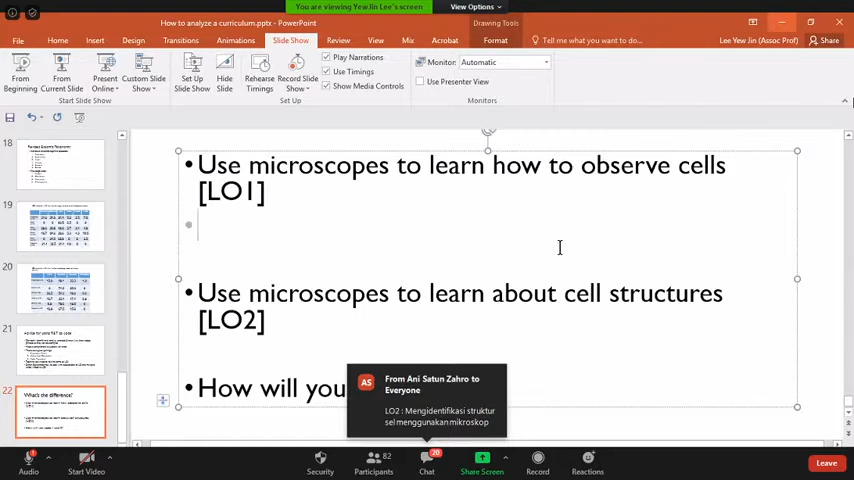 You are viewing Yew Jin Lee's screen
View Options
How to analyze a curriculum.pptx - PowerPoint
Drawing Tools
File
Home
Insert
Design
Transitions
Animations
Slide Show
Review
View
Mix
Acrobat
Format
Tell me what you want to do...
Lee Yew Jin (Assoc Prof)
Share
From Beginning
From Current Slide
Present Online
Custom Slide Show
Set Up Slide Show
Hide Slide
Rehearse Timings
Record Slide Show
Play Narrations
Use Timings
Show Media Controls
Monitor:
Automatic
Use Presenter View
Start Slide Show
Set Up
Monitors
18
19
20
21
22
What's the difference?
• Use microscopes to learn how to observe cells
[LO1]
• Use microscopes to learn about cell structures
[LO2]
• How will you
AS
From Ani Satun Zahro to
Everyone
LO2 : Mengidentifikasi struktur
sel menggunakan mikroskop
Audio
Start Video
Security
82
Participants
20
Chat
Share Screen
Record
Reactions
Leave